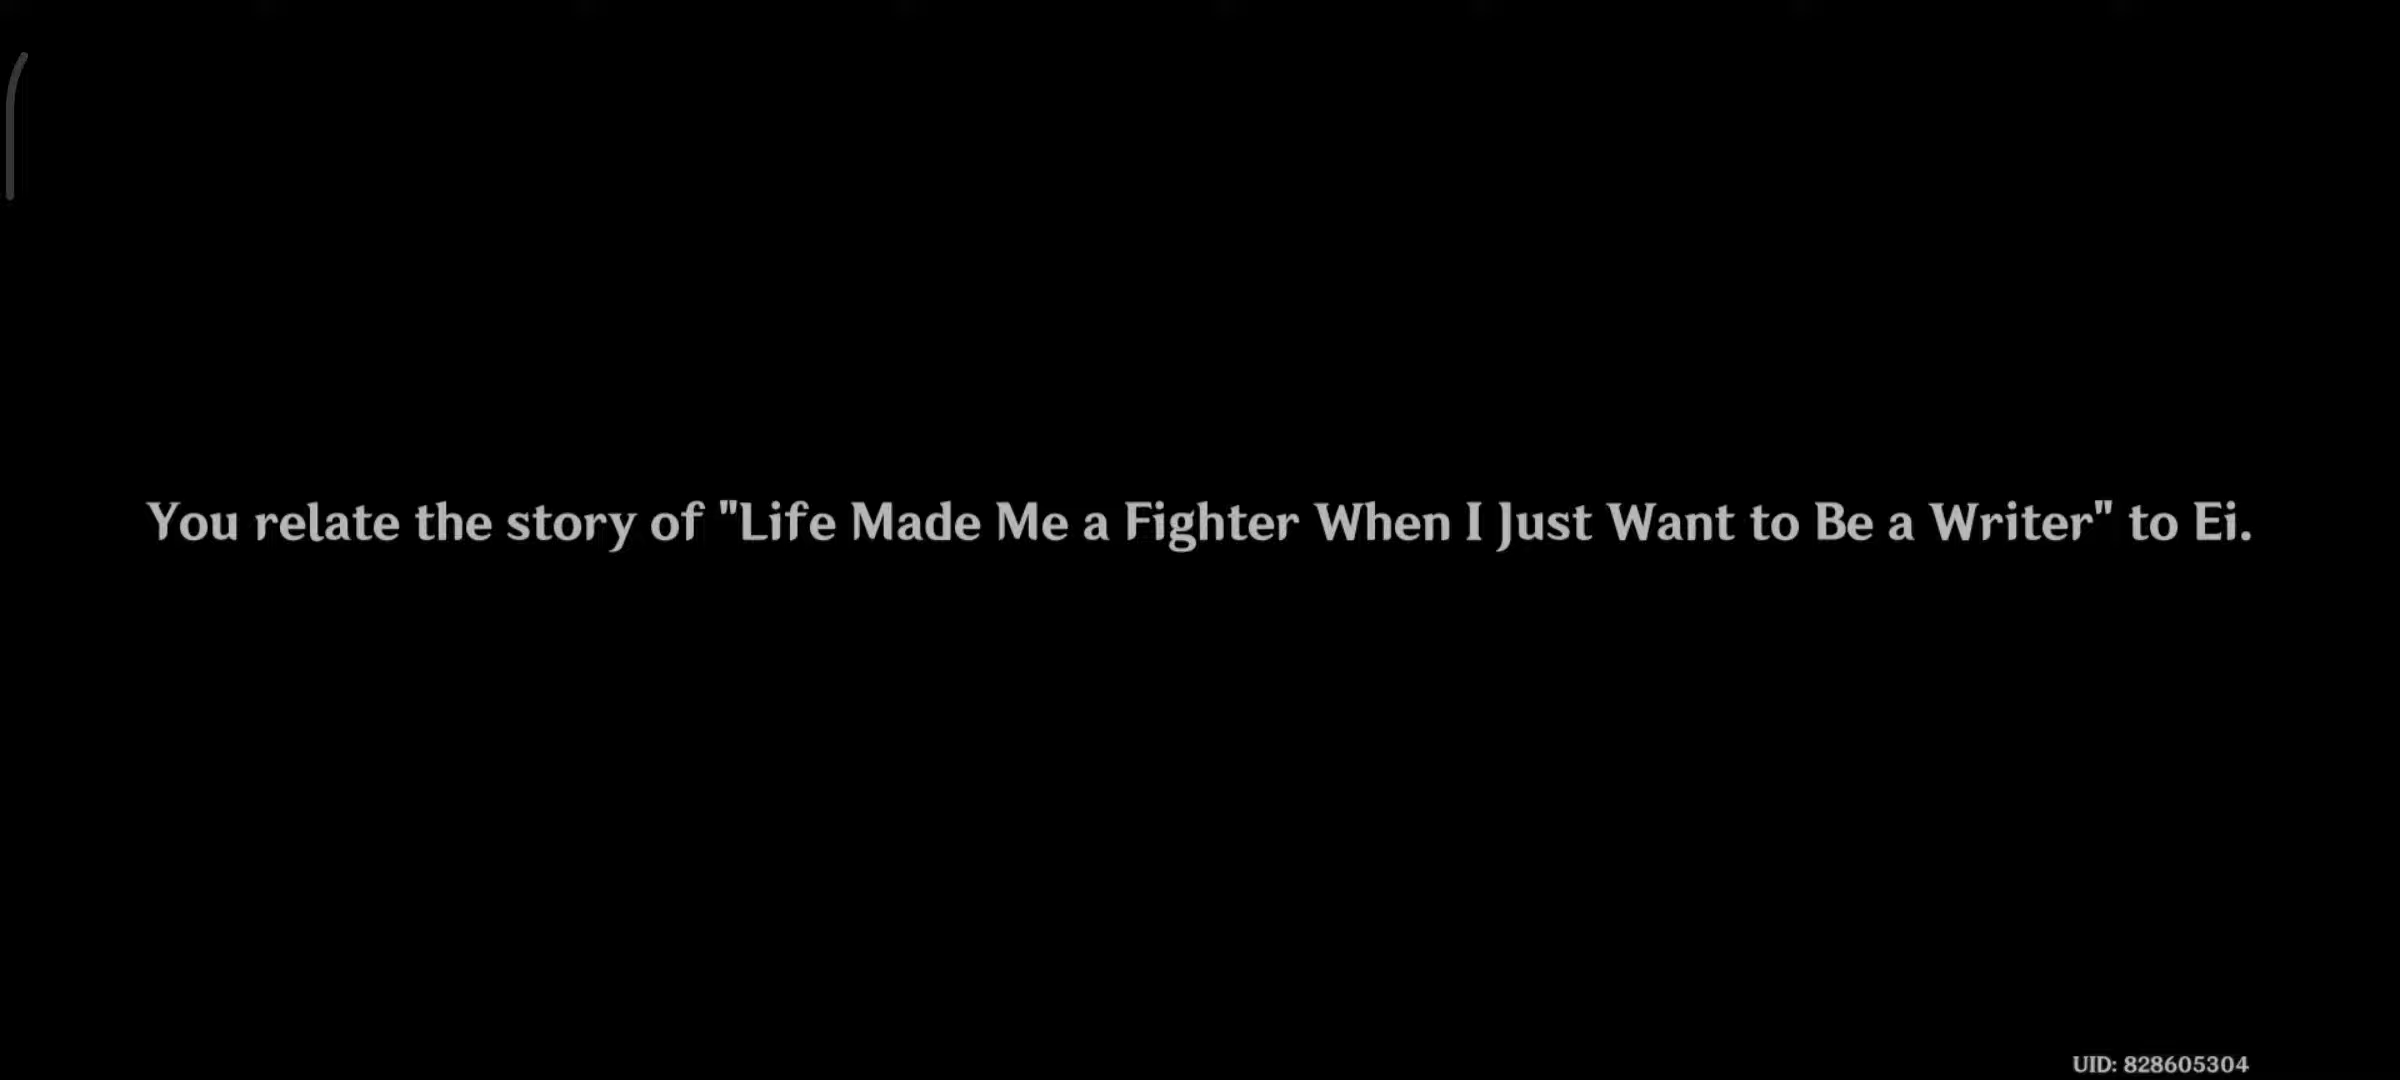 You relate the story of "Life Made Me a Fighter When I Just Want to Be a Writer" to Ei.
UID: 828605304